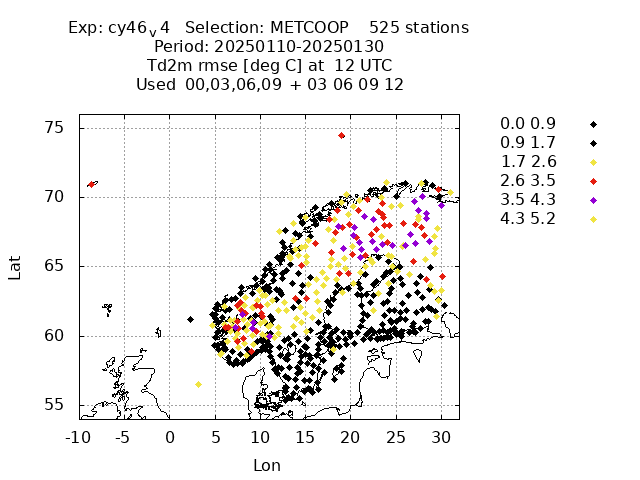 Exp: cy46v4 Selection: METCOOP 525 stations
Period: 20250110-20250130
Td2m rmse [deg C] at 12 UTC
Used 00,03,06,09 + 03 06 09 12
0.0 0.9
0.9 1.7
1.7 2.6
2.6 3.5
3.5 4.3
4.3 5.2
75
70
65
60
55
Lat
-10 -5 0 5 10 15 20 25 30
Lon